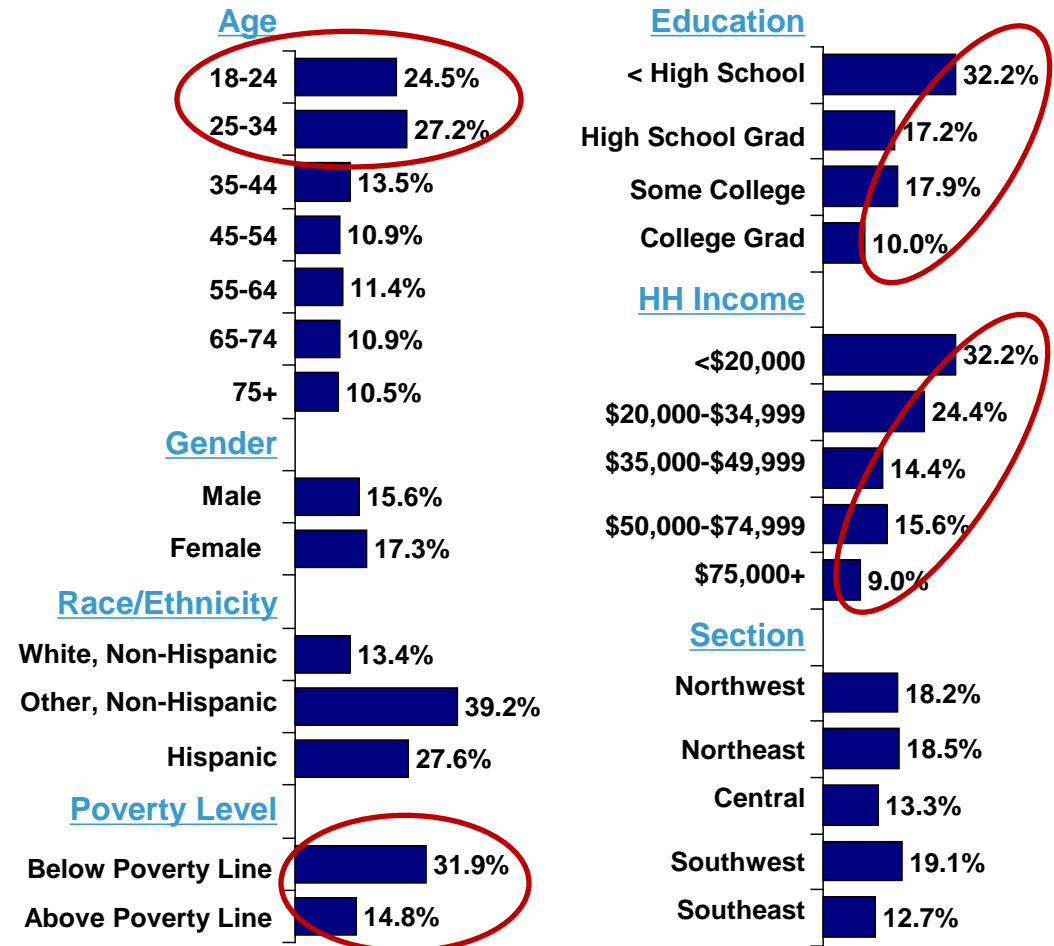 Age
18-24 24.5%
25-34 27.2%
35-44 13.5%
45-54 10.9%
55-64 11.4%
65-74 10.9%
75+ 10.5%
Gender
Male 15.6%
Female 17.3%
Race/Ethnicity
White, Non-Hispanic 13.4%
Other, Non-Hispanic 39.2%
Hispanic 27.6%
Poverty Level
Below Poverty Line 31.9%
Above Poverty Line 14.8%
Education
< High School 32.2%
High School Grad 17.2%
Some College 17.9%
College Grad 10.0%
HH Income
<$20,000 32.2%
$20,000-$34,999 24.4%
$35,000-$49,999 14.4%
$50,000-$74,999 15.6%
$75,000+ 9.0%
Section
Northwest 18.2%
Northeast 18.5%
Central 13.3%
Southwest 19.1%
Southeast 12.7%